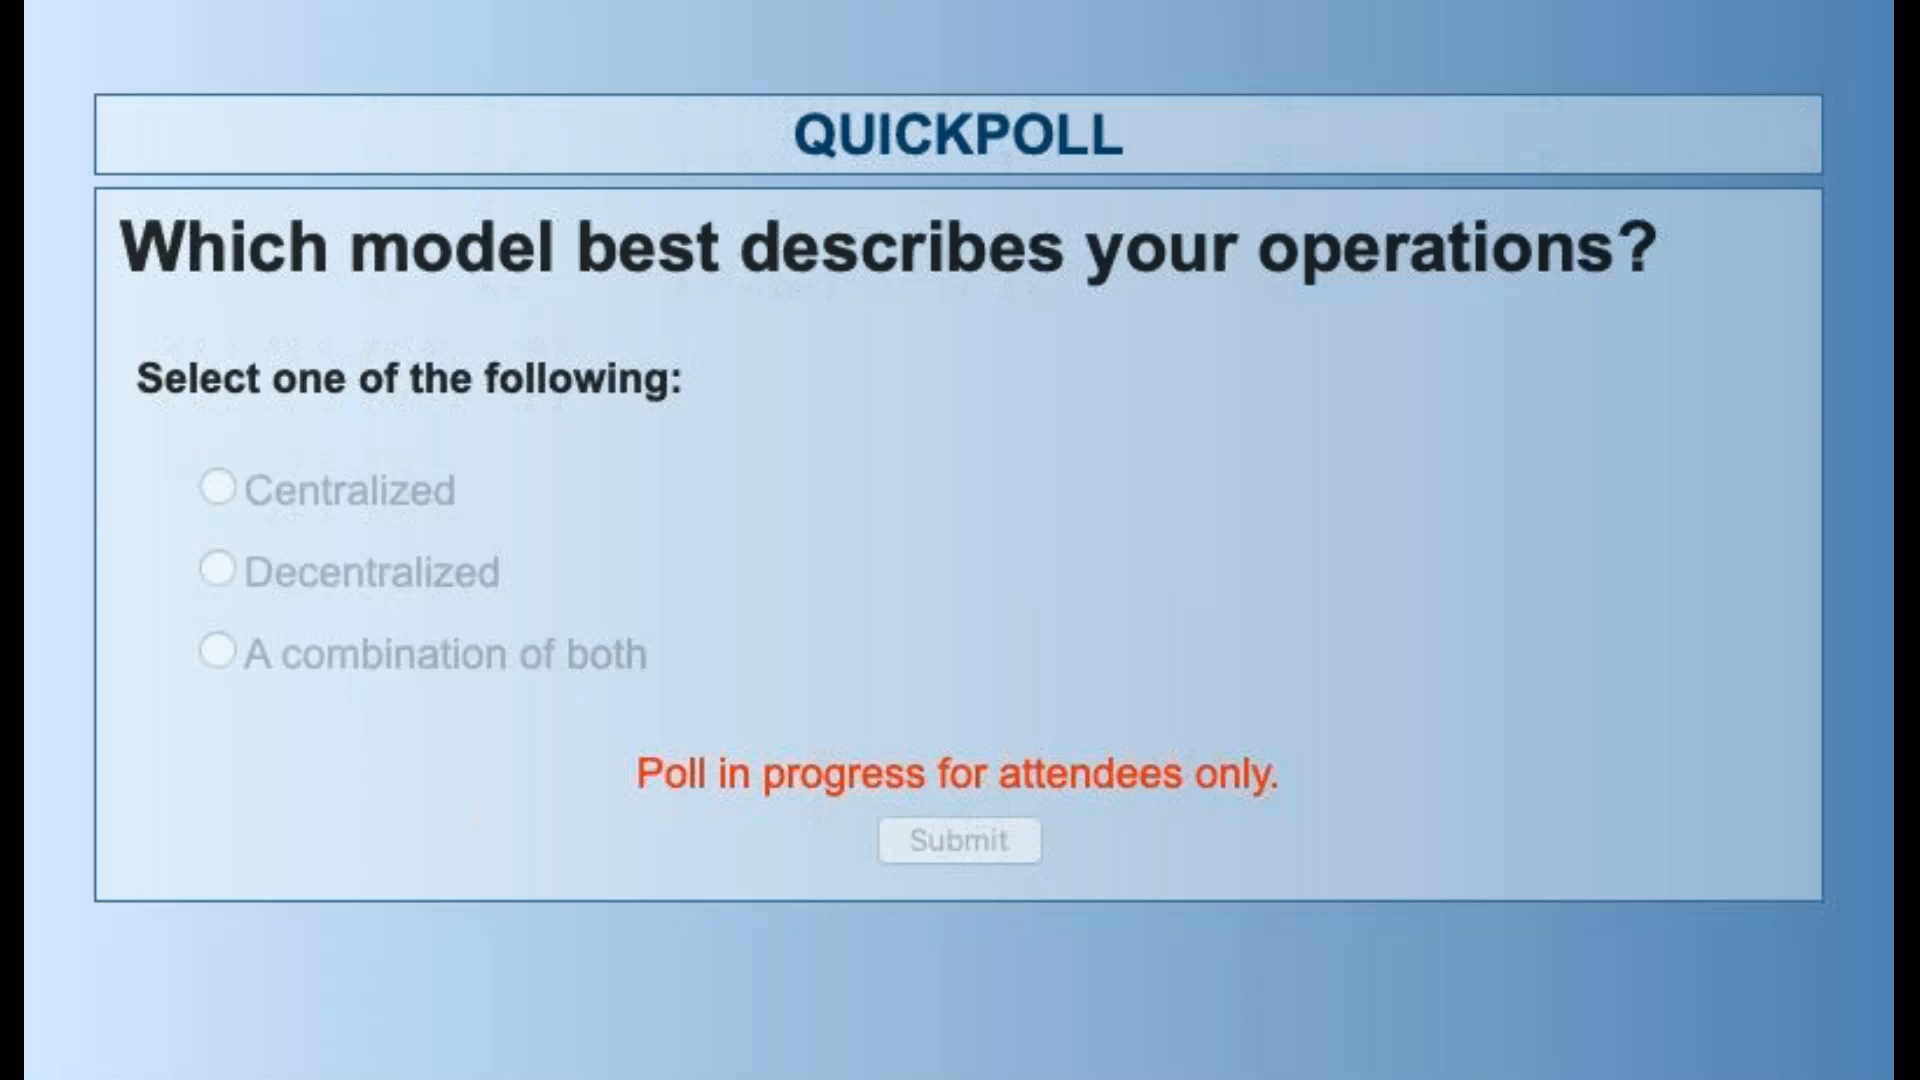 QUICKPOLL
Which model best describes your operations?
Select one of the following:
Centralized
Decentralized
A combination of both
Poll in progress for attendees only.
Submit